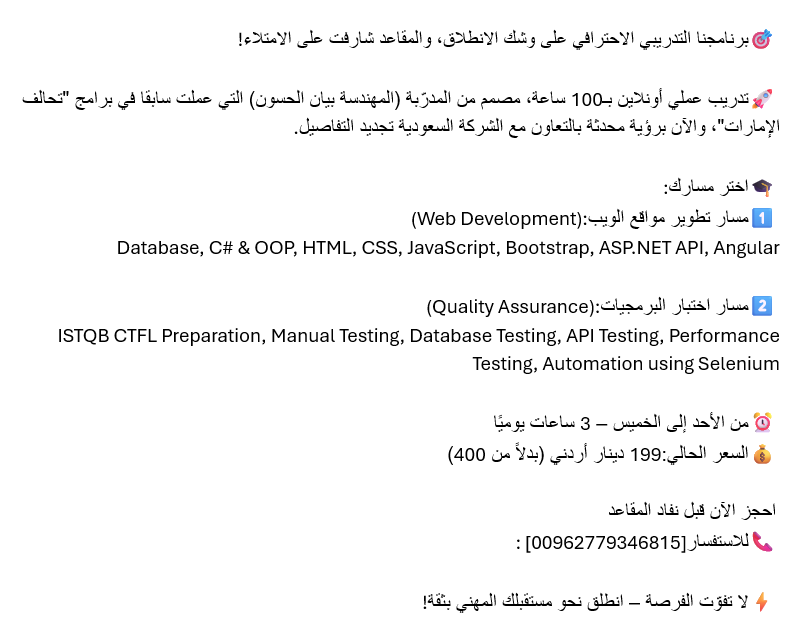 🎯 برنامجنا التدريبي الاحترافي على وشك الانطلاق، والمقاعد شارفت على الامتلاء!
🚀 تدريب عملي أونلاين بـ100 ساعة، مصمم من المدرّبة (المهندسة بيان الحسون) التي عملت سابقا في برامج "تحالف
الإمارات"، والآن برؤية محدثة بالتعاون مع الشركة السعودية تجديد التفاصيل.
🎓 اختر مسارك:
1️⃣ مسار تطوير مواقع الويب:(Web Development)
Database, C# & OOP, HTML, CSS, JavaScript, Bootstrap, ASP.NET API, Angular
2️⃣ مسار اختبار البرمجيات:(Quality Assurance)
ISTQB CTFL Preparation, Manual Testing, Database Testing, API Testing, Performance
Testing, Automation using Selenium
⏰ من الأحد إلى الخميس – 3 ساعات يوميًا
💰 السعر الحالي:199 دينار أردني (بدلاً من 400)
احجز الآن قبل نفاد المقاعد
📞 للاستفسار[00962779346815] :
⚡ لا تفوّت الفرصة – انطلق نحو مستقبلك المهني بثقة!